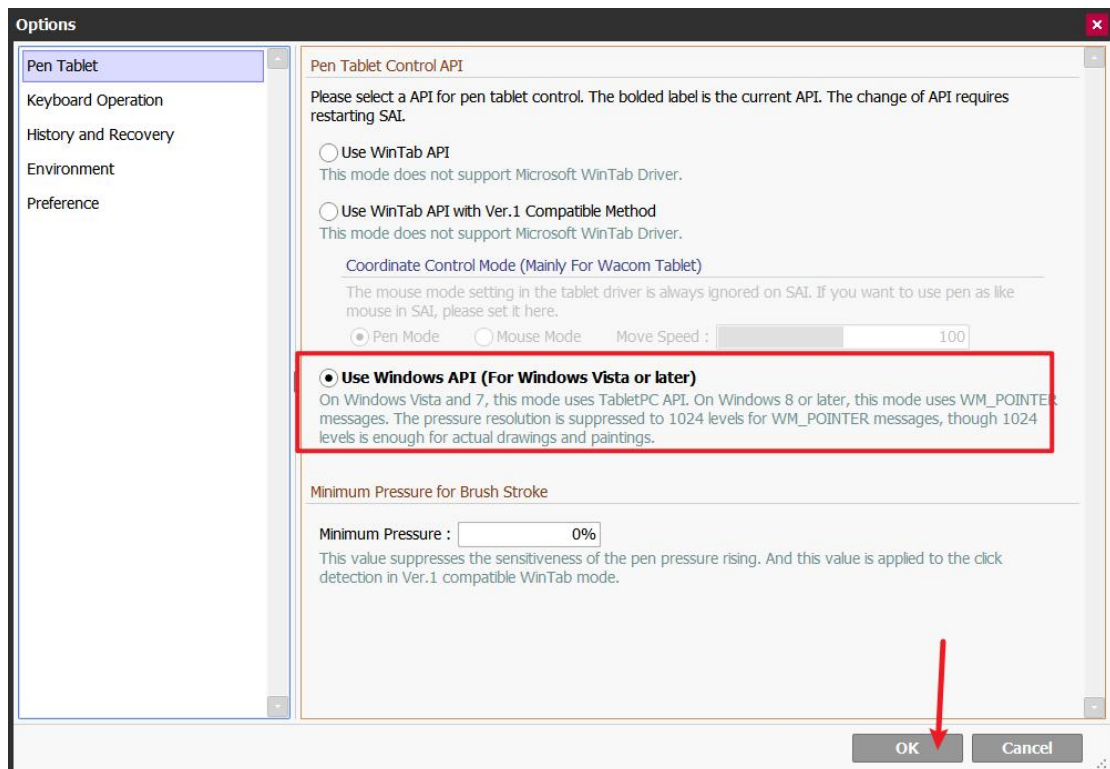 Options
Pen Tablet
Keyboard Operation
History and Recovery
Environment
Preference
Pen Tablet Control API
Please select a API for pen tablet control. The bolded label is the current API. The change of API requires
restarting SAI.
Use WinTab API
This mode does not support Microsoft WinTab Driver.
Use WinTab API with Ver.1 Compatible Method
This mode does not support Microsoft WinTab Driver.
Coordinate Control Mode (Mainly For Wacom Tablet)
The mouse mode setting in the tablet driver is always ignored on SAI. If you want to use pen as like
mouse in SAI, please set it here.
Pen Mode Mouse Mode Move Speed : 100
Use Windows API (For Windows Vista or later)
On Windows Vista and 7, this mode uses TabletPC API. On Windows 8 or later, this mode uses WM_POINTER
messages. The pressure resolution is suppressed to 1024 levels for WM_POINTER messages, though 1024
levels is enough for actual drawings and paintings.
Minimum Pressure for Brush Stroke
Minimum Pressure : 0%
This value suppresses the sensitiveness of the pen pressure rising. And this value is applied to the click
detection in Ver.1 compatible WinTab mode.
OK Cancel